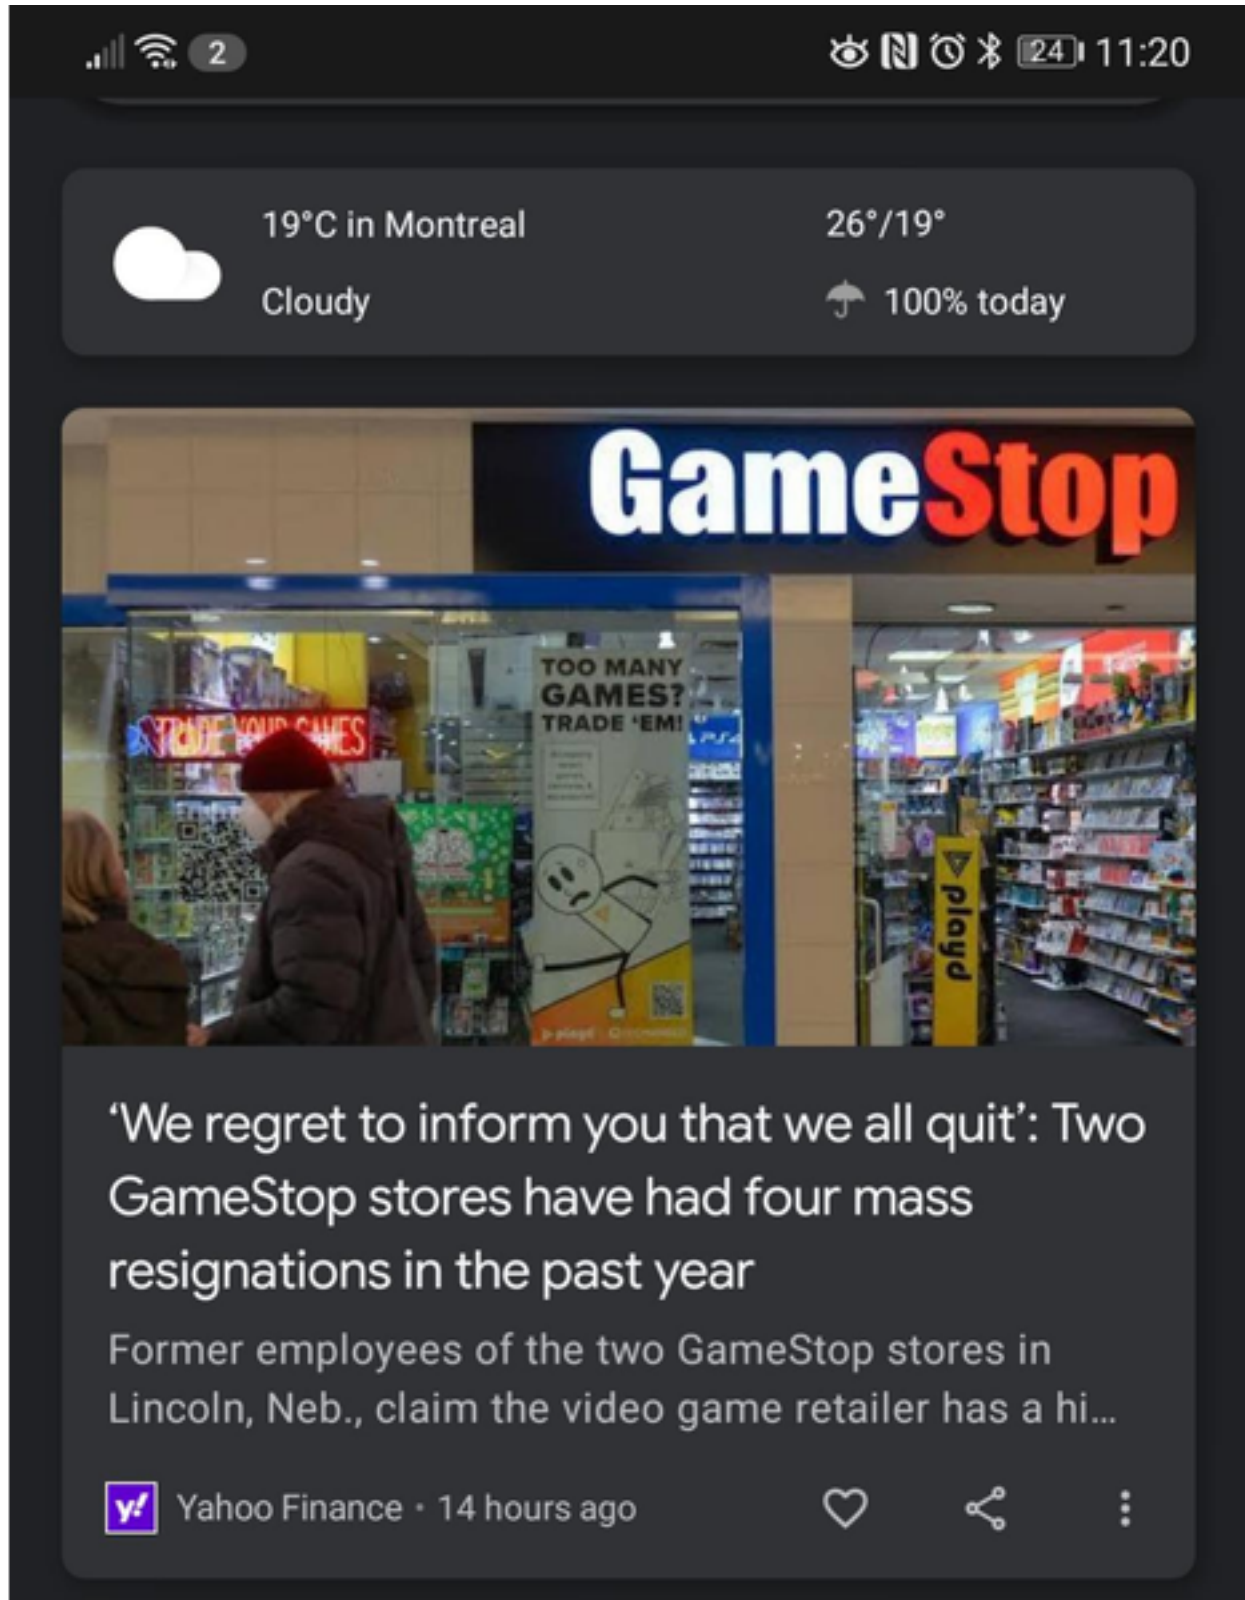 2
24 11:20
19°C in Montreal
26°/19°
Cloudy
100% today
GameStop
TOO MANY
GAMES?
TRADE 'EM!
TRADE YOUR GAMES
PS4
playd
playd
‘We regret to inform you that we all quit’: Two
GameStop stores have had four mass
resignations in the past year
Former employees of the two GameStop stores in
Lincoln, Neb., claim the video game retailer has a hi...
y! Yahoo Finance • 14 hours ago